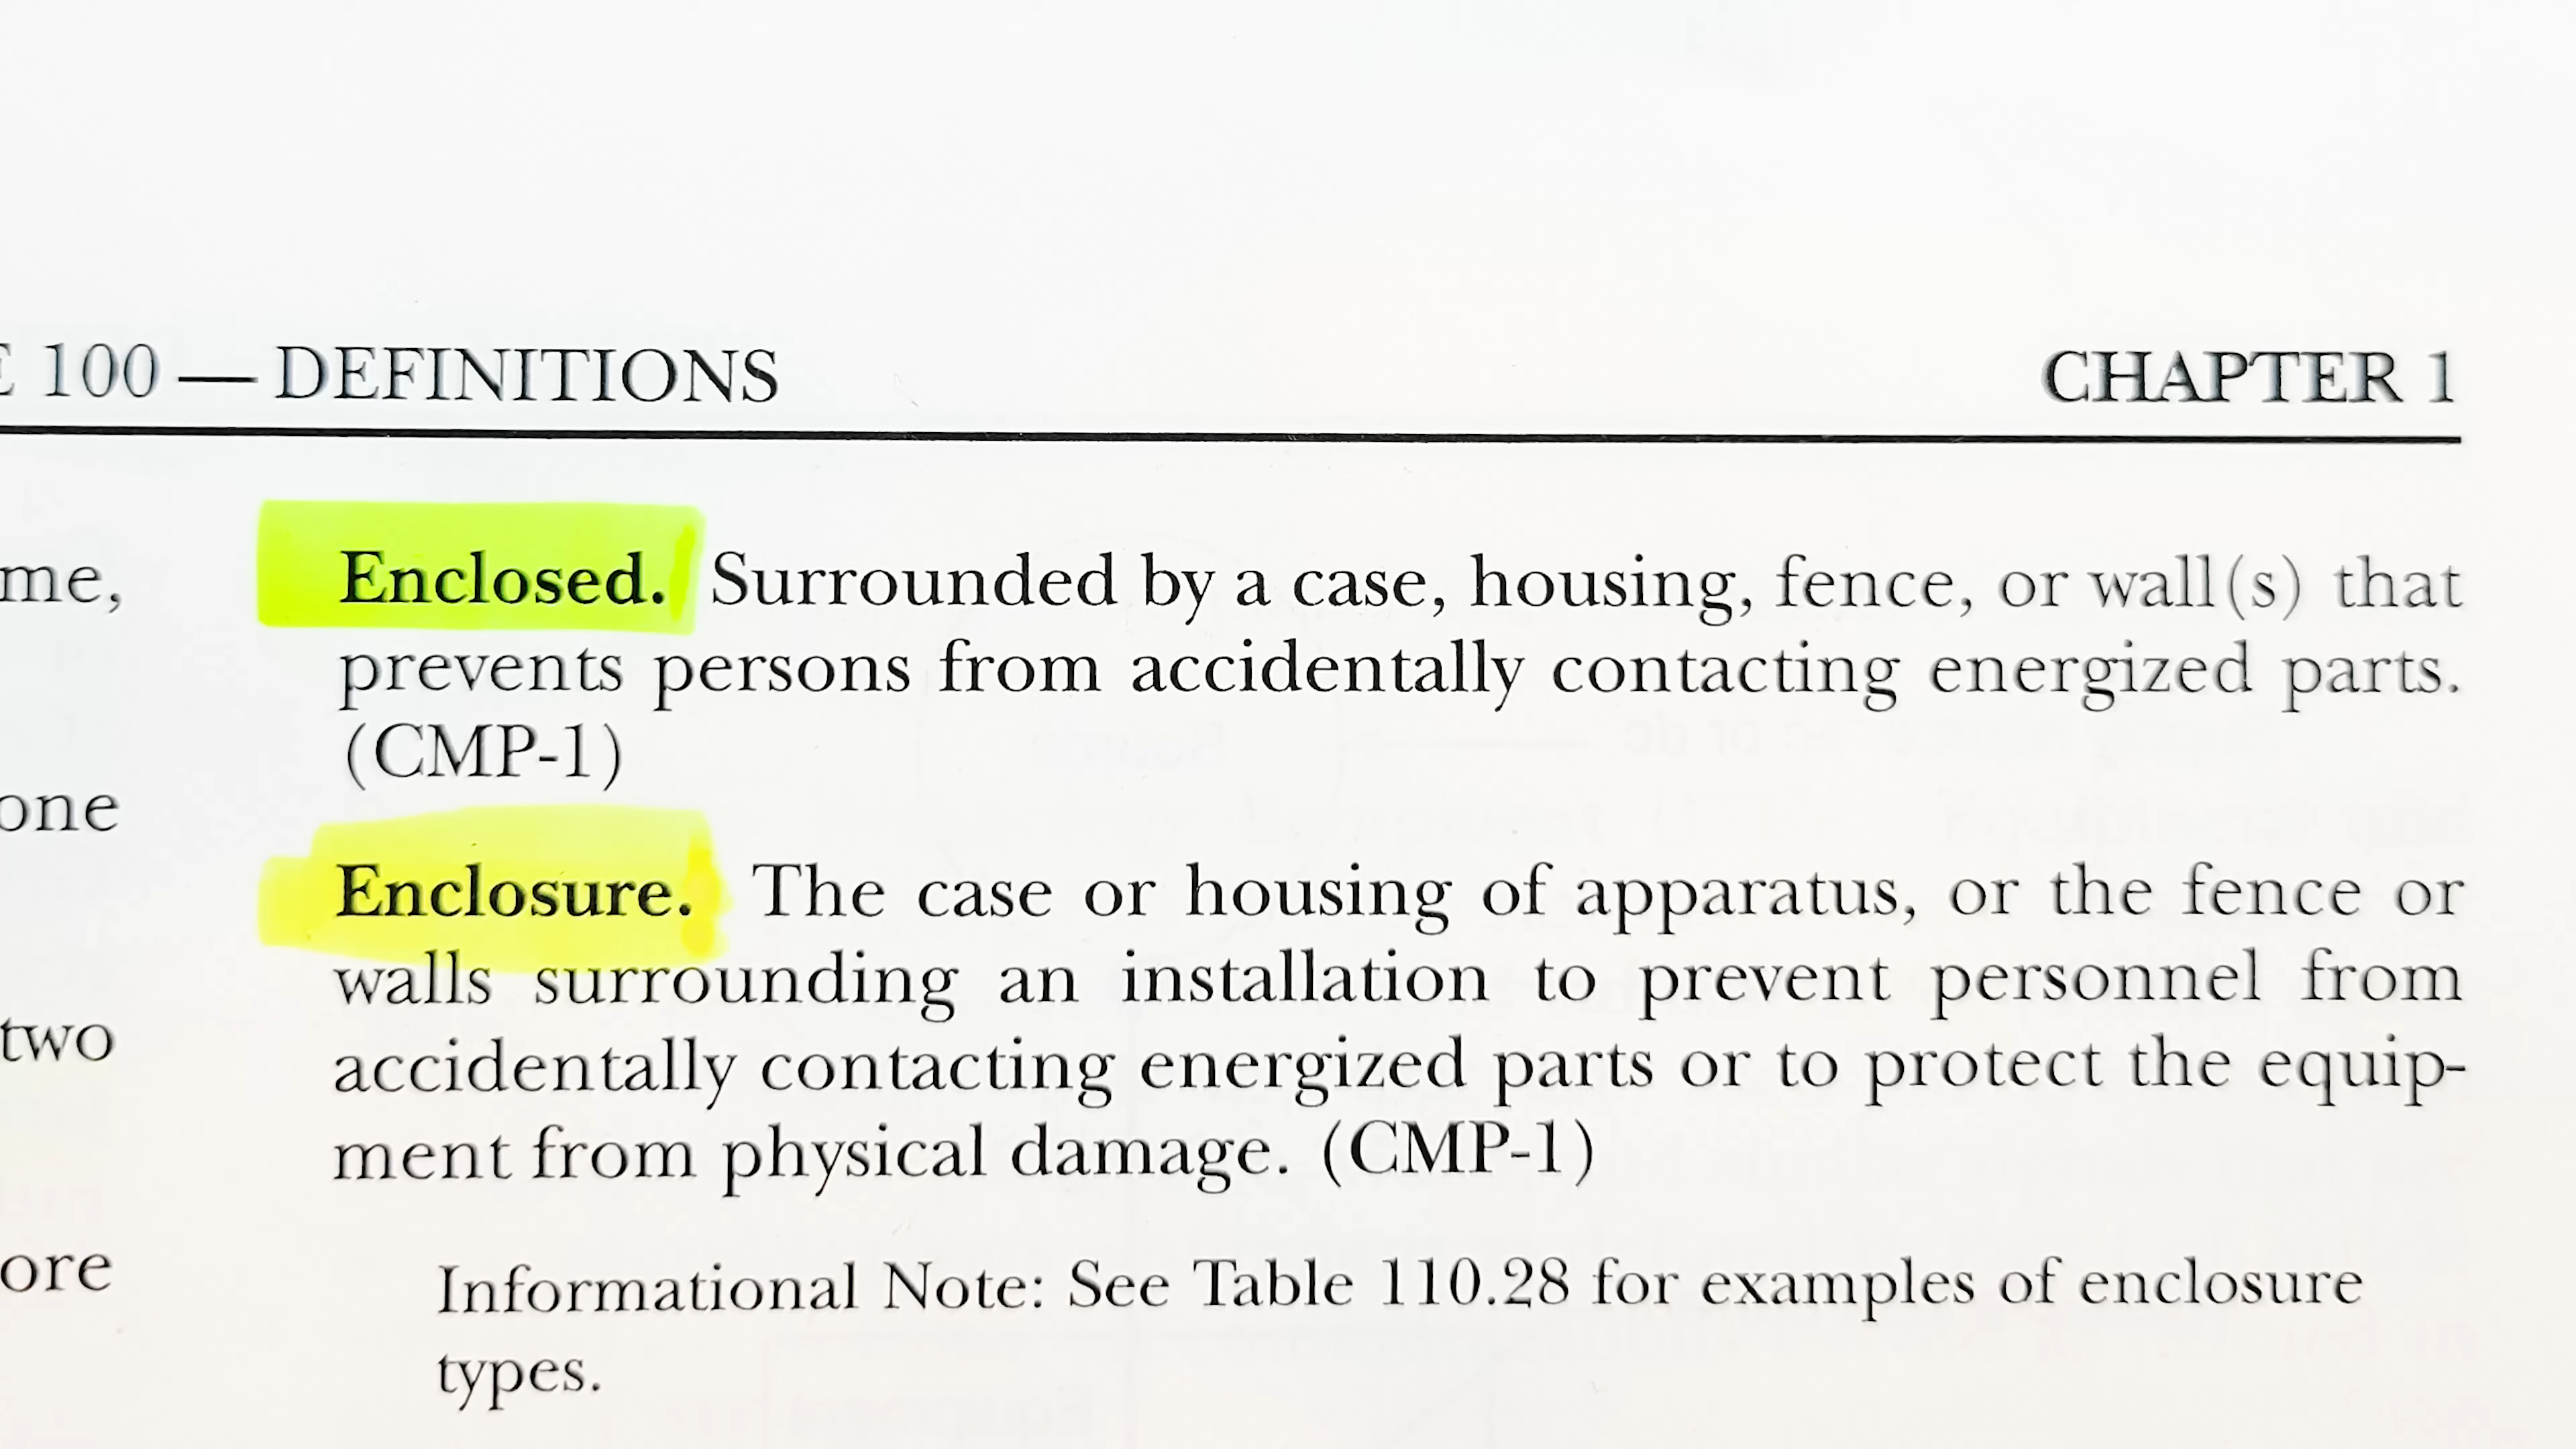 100 — DEFINITIONS
CHAPTER 1
me,
one
two
ore
Enclosed. Surrounded by a case, housing, fence, or wall(s) that
prevents persons from accidentally contacting energized parts.
(CMP-1)
Enclosure. The case or housing of apparatus, or the fence or
walls surrounding an installation to prevent personnel from
accidentally contacting energized parts or to protect the equip-
ment from physical damage. (CMP-1)
Informational Note: See Table 110.28 for examples of enclosure
types.